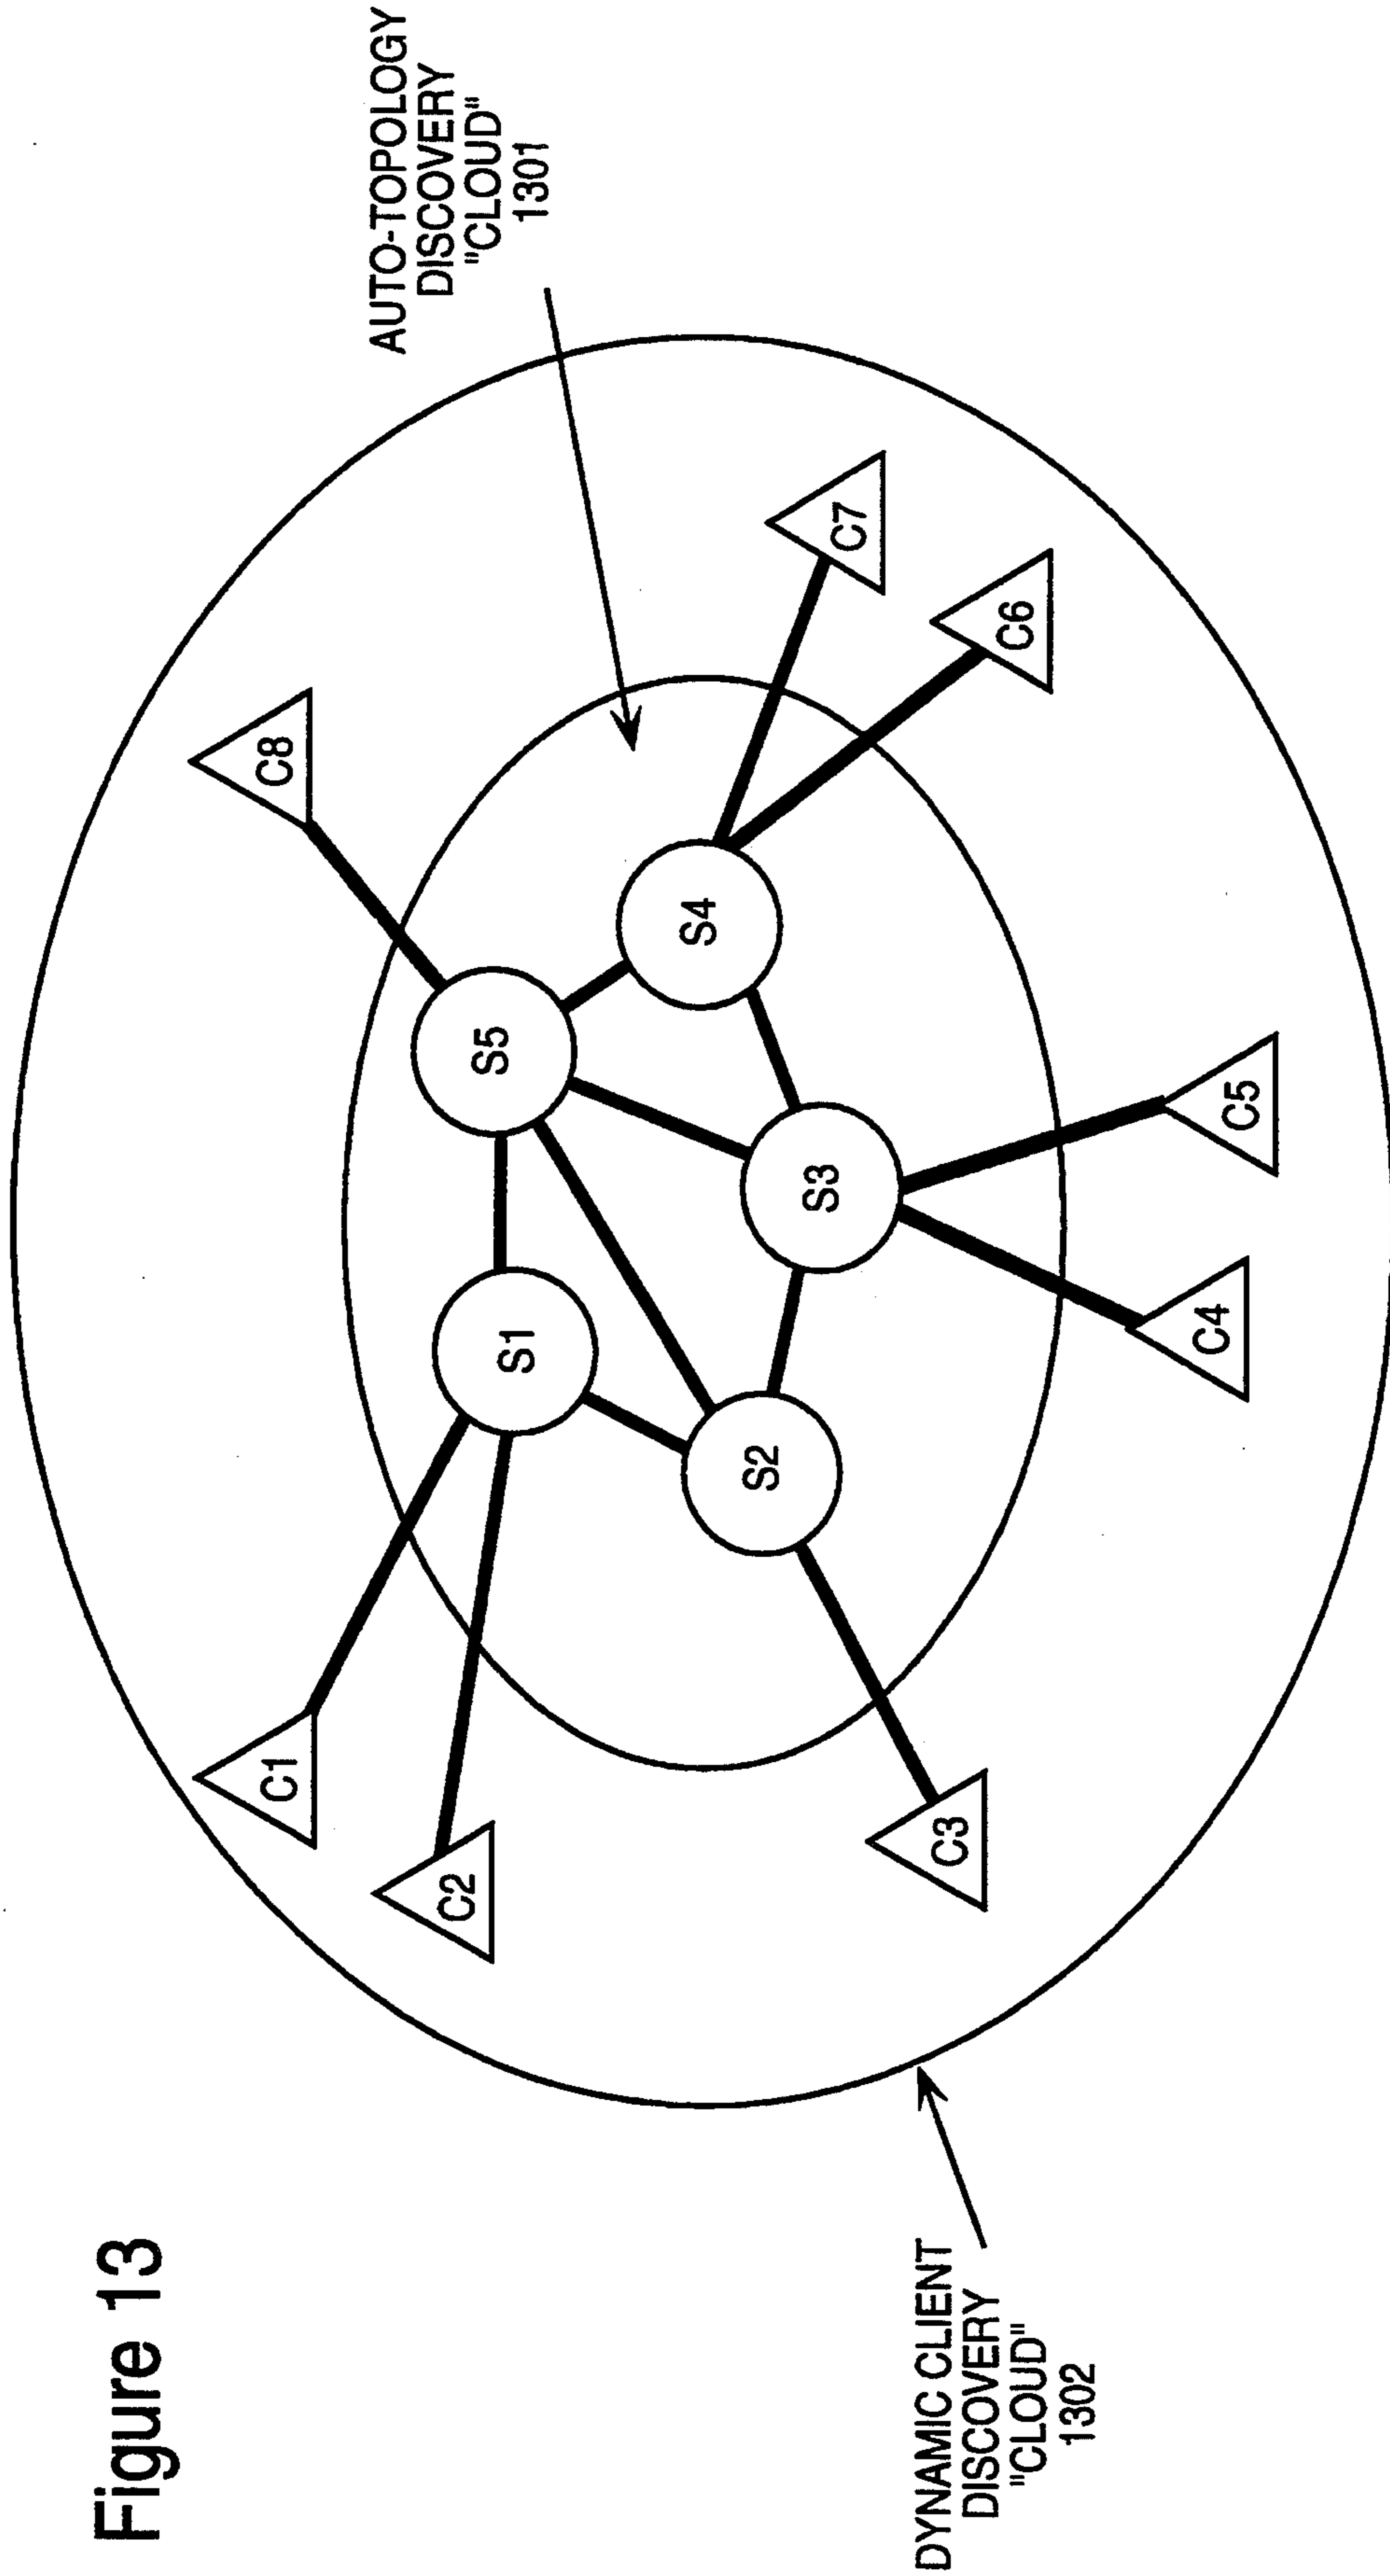 Figure 13
AUTO-TOPOLOGY
DISCOVERY
"CLOUD"
1301
C1
C8
C2
S1
S5
C7
S4
S2
S3
C6
C3
C4
C5
DYNAMIC CLIENT
DISCOVERY
"CLOUD"
1302